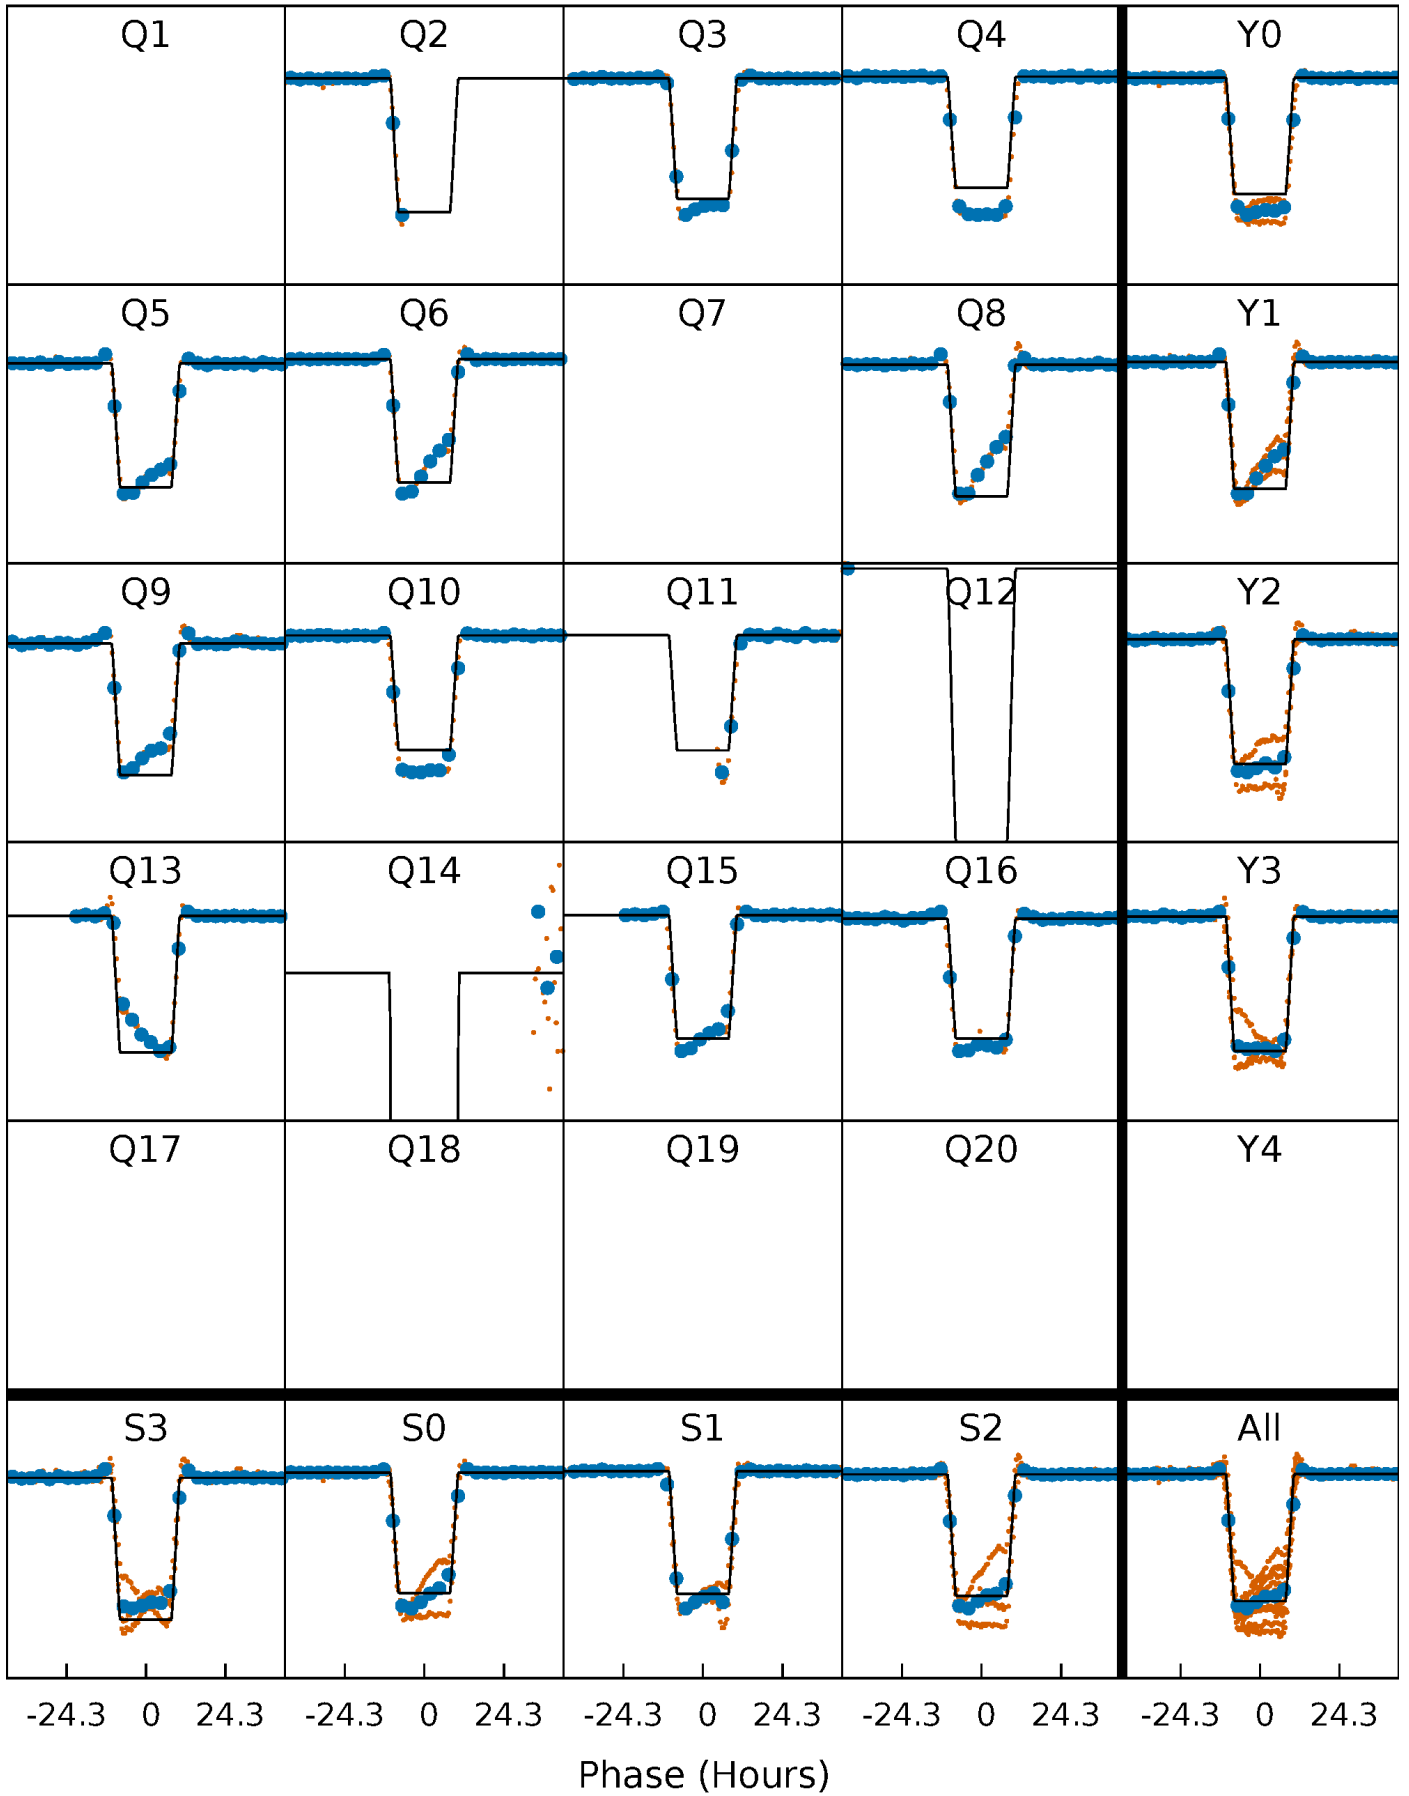 Q1 Q2 Q3 Q4 Y0
Q5 Q6 Q7 Q8 Y1
Q9 Q10 Q11 Q12 Y2
Q13 Q14 Q15 Q16 Y3
Q17 Q18 Q19 Q20 Y4
S3 S0 S1 S2 All
-24.3 0 24.3 -24.3 0 24.3 -24.3 0 24.3 -24.3 0 24.3 -24.3 0 24.3
Phase (Hours)